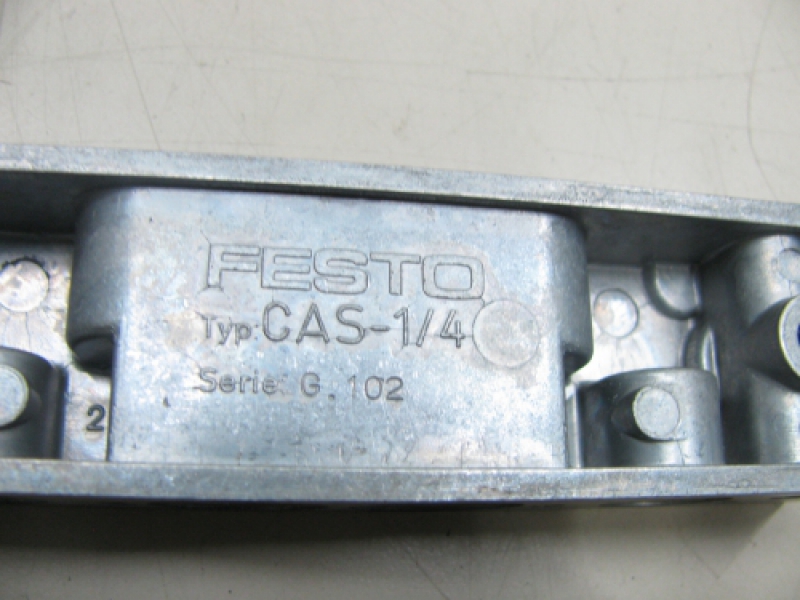 FESTO
Typ: CAS-1/4
Serie: G.102
2